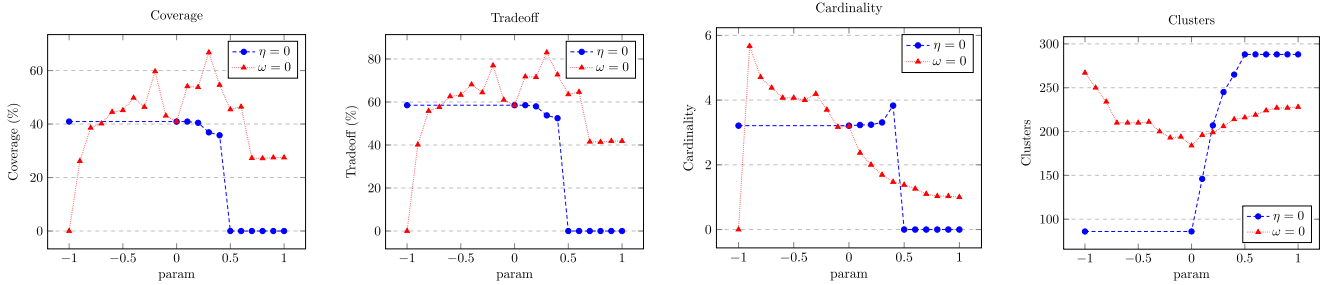 Coverage
η = 0
ω = 0
Coverage (%)
60
40
20
0
−1
−0.5
0
0.5
1
param
Tradeoff
η = 0
ω = 0
Tradeoff (%)
80
60
40
20
0
−1
−0.5
0
0.5
1
param
Cardinality
η = 0
ω = 0
Cardinality
6
4
2
0
−1
−0.5
0
0.5
1
param
Clusters
Clusters
300
250
200
150
100
η = 0
ω = 0
−1
−0.5
0
0.5
1
param